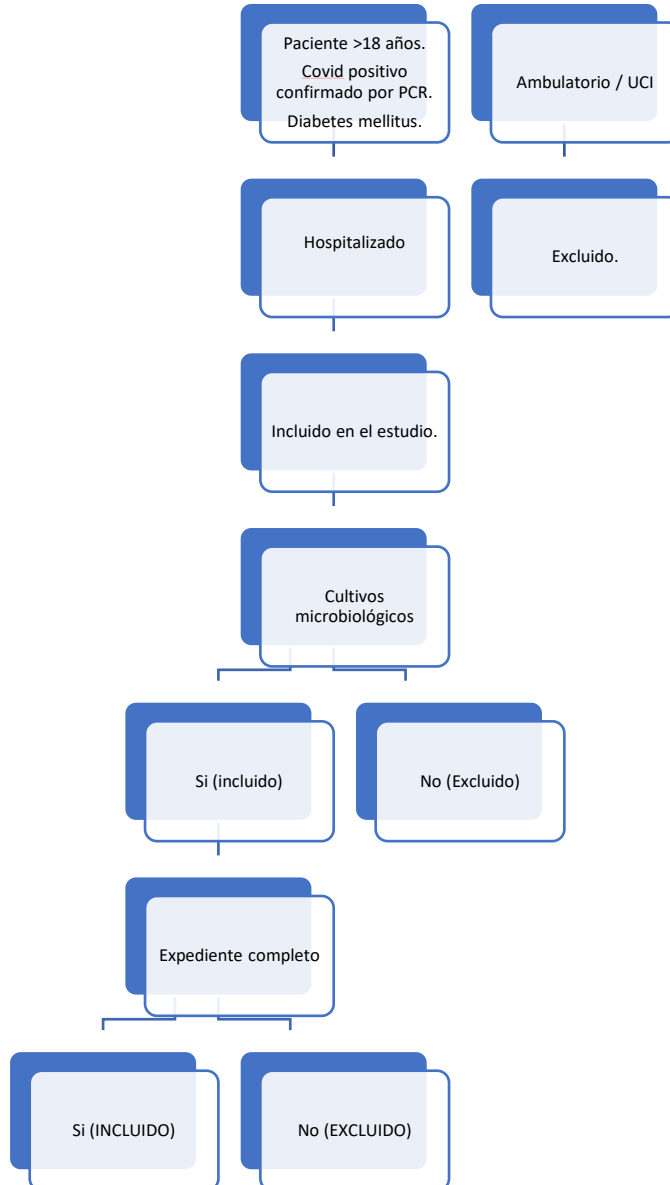 Paciente >18 años.
Covid positivo
confirmado por PCR.
Diabetes mellitus.
Ambulatorio / UCI
Hospitalizado
Excluido.
Incluido en el estudio.
Cultivos
microbiológicos
Si (incluido)
No (Excluido)
Expediente completo
Si (INCLUIDO)
No (EXCLUIDO)